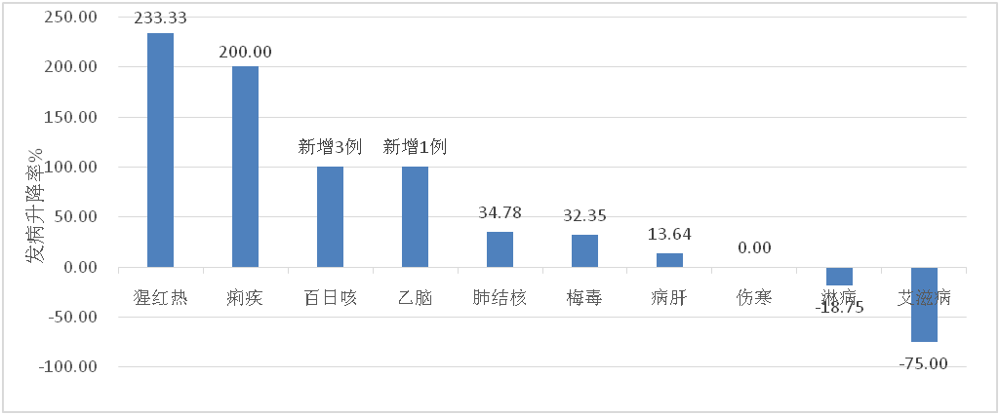 发病升降率%
250.00
200.00
150.00
100.00
50.00
0.00
-50.00
-100.00
233.33
200.00
新增3例
新增1例
34.78
32.35
13.64
0.00
-18.75
-75.00
猩红热
痢疾
百日咳
乙脑
肺结核
梅毒
病肝
伤寒
淋病
艾滋病